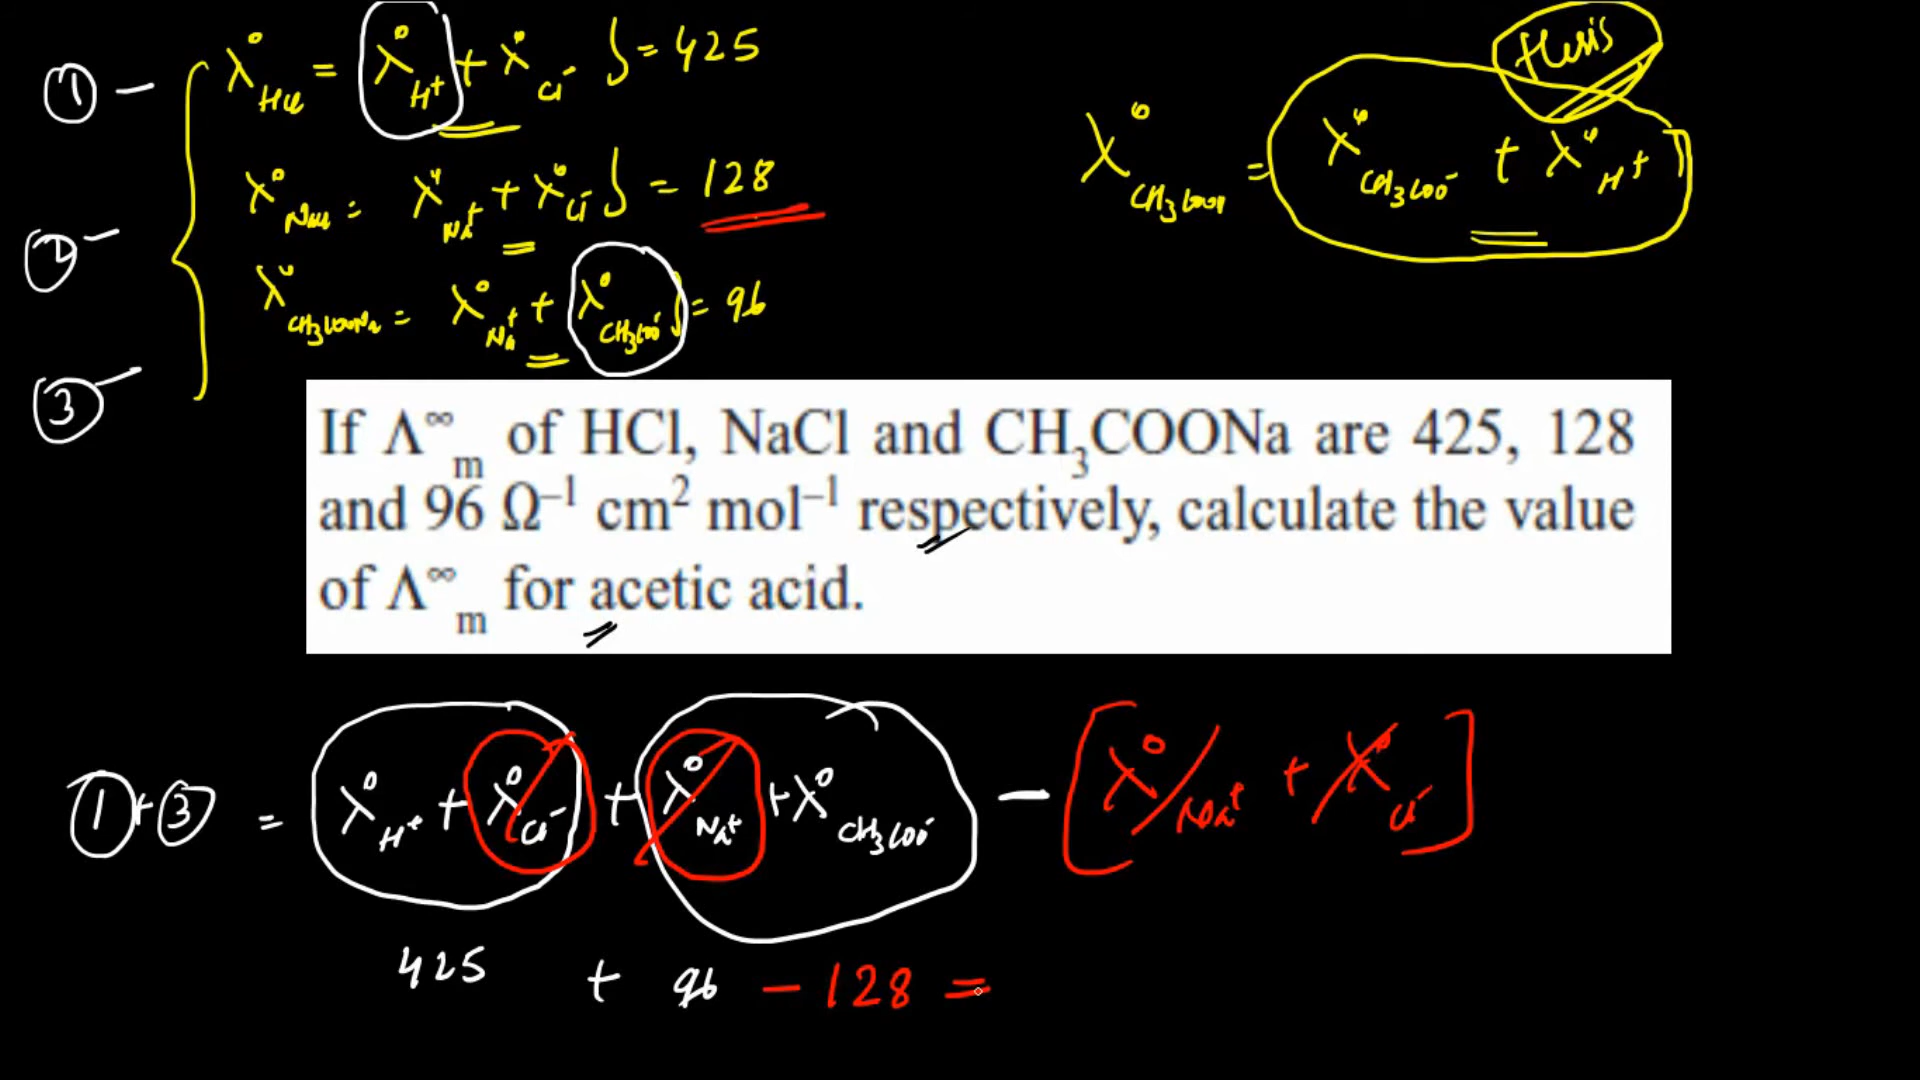 ① – λ°HCl = λ°H⁺ + λ°Cl⁻ = 425
② – λ°NaCl = λ°Na⁺ + λ°Cl⁻ = 128
③ – λ°CH₃COONa = λ°Na⁺ + λ°CH₃COO⁻ = 96
λ°CH₃COOH = λ°CH₃COO⁻ + λ°H⁺
If Λ∞m of HCl, NaCl and CH₃COONa are 425, 128
and 96 Ω⁻¹ cm² mol⁻¹ respectively, calculate the value
of Λ∞m for acetic acid.
① + ③ = λ°H⁺ + λ°Cl⁻ + λ°Na⁺ + λ°CH₃COO⁻ – [λ°Na⁺ + λ°Cl⁻]
425 + 96 – 128 =